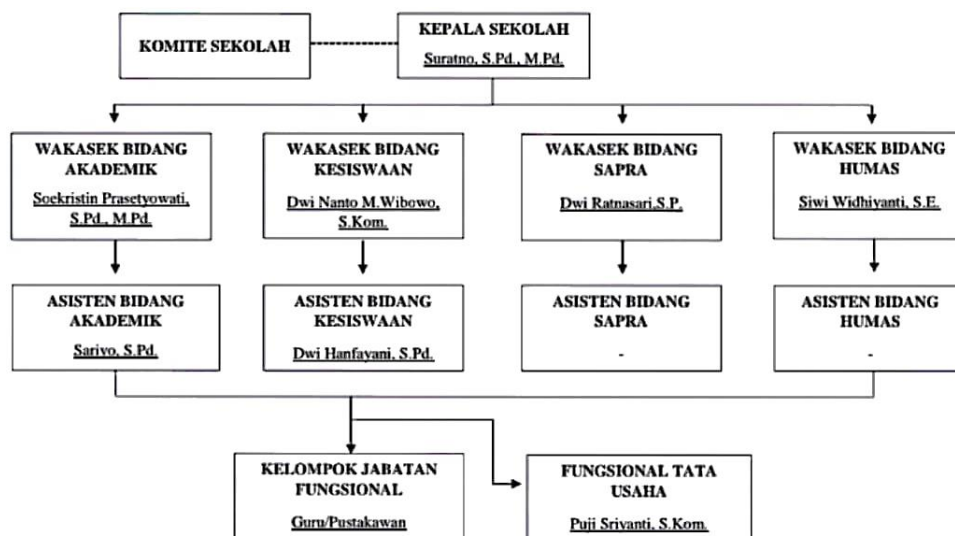 KOMITE SEKOLAH
KEPALA SEKOLAH
Suratno, S.Pd., M.Pd.
WAKASEK BIDANG
AKADEMIK
Soekristin Prasetyowati,
S.Pd., M.Pd.
WAKASEK BIDANG
KESISWAAN
Dwi Nanto M.Wibowo,
S.Kom.
WAKASEK BIDANG
SAPRA
Dwi Ratnasari,S.P.
WAKASEK BIDANG
HUMAS
Siwi Widhiyanti, S.E.
ASISTEN BIDANG
AKADEMIK
Sariyo, S.Pd.
ASISTEN BIDANG
KESISWAAN
Dwi Hanfayani, S.Pd.
ASISTEN BIDANG
SAPRA
-
ASISTEN BIDANG
HUMAS
-
KELOMPOK JABATAN
FUNGSIONAL
Guru/Pustakawan
FUNGSIONAL TATA
USAHA
Puji Sriyanti, S.Kom.